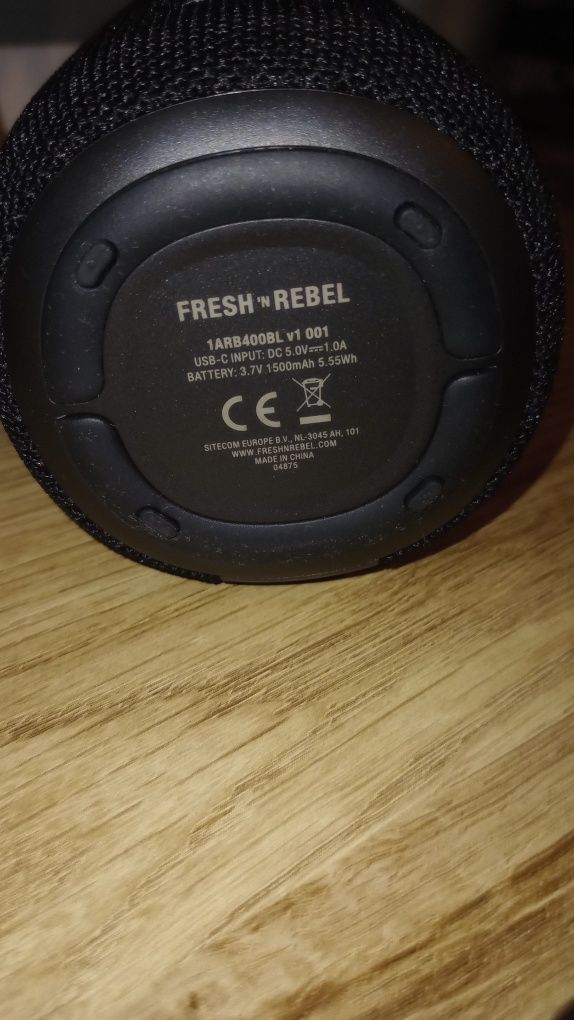 FRESH 'N REBEL
1ARB400BL v1 001
USB-C INPUT: DC 5.0V⎓1.0A
BATTERY: 3.7V 1500mAh 5.55Wh
CE
SITECOM EUROPE B.V., NL-3045 AH, 101
WWW.FRESHNREBEL.COM
MADE IN CHINA
04875